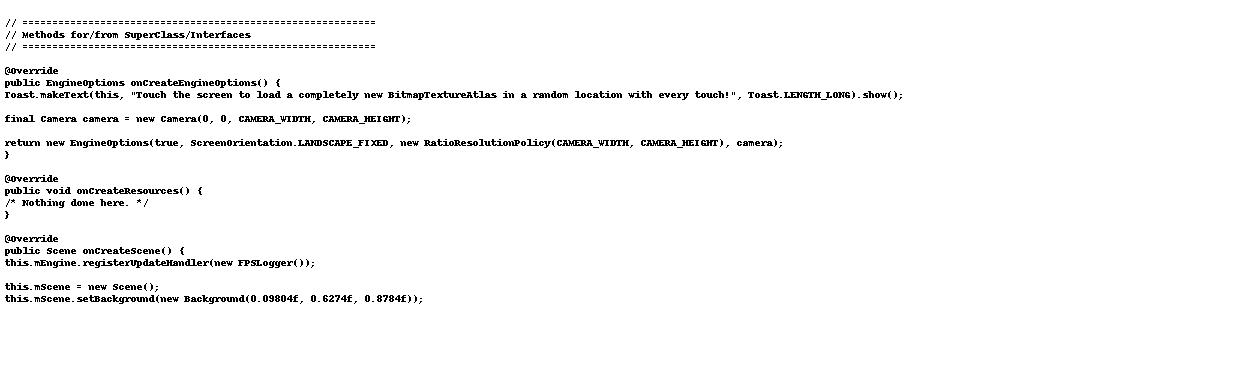 // ===========================================================
// Methods for/from SuperClass/Interfaces
// ===========================================================
@Override
public EngineOptions onCreateEngineOptions() {
Toast.makeText(this, "Touch the screen to load a completely new BitmapTextureAtlas in a random location with every touch!", Toast.LENGTH_LONG).show();
final Camera camera = new Camera(0, 0, CAMERA_WIDTH, CAMERA_HEIGHT);
return new EngineOptions(true, ScreenOrientation.LANDSCAPE_FIXED, new RatioResolutionPolicy(CAMERA_WIDTH, CAMERA_HEIGHT), camera);
}
@Override
public void onCreateResources() {
/* Nothing done here. */
}
@Override
public Scene onCreateScene() {
this.mEngine.registerUpdateHandler(new FPSLogger());
this.mScene = new Scene();
this.mScene.setBackground(new Background(0.09804f, 0.6274f, 0.8784f));